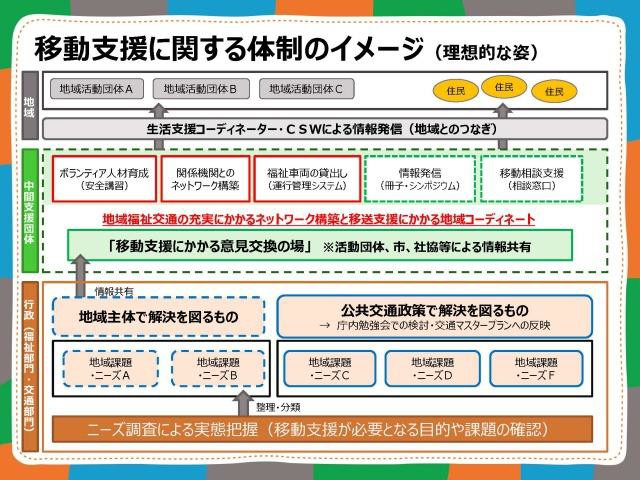 移動支援に関する体制のイメージ（理想的な姿）
地域
地域活動団体A
地域活動団体B
地域活動団体C
住民
住民
住民
生活支援コーディネーター・CSWによる情報発信（地域とのつなぎ）
中間支援団体
ボランティア人材育成
（安全講習）
関係機関との
ネットワーク構築
福祉車両の貸出し
（運行管理システム）
情報発信
（冊子・シンポジウム）
移動相談支援
（相談窓口）
地域福祉交通の充実にかかるネットワーク構築と移送支援にかかる地域コーディネート
「移動支援にかかる意見交換の場」 ※活動団体、市、社協等による情報共有
行政（福祉部門・交通部門）
情報共有
地域主体で解決を図るもの
公共交通政策で解決を図るもの
→ 庁内勉強会での検討・交通マスタープランへの反映
地域課題
・ニーズA
地域課題
・ニーズB
地域課題
・ニーズC
地域課題
・ニーズD
地域課題
・ニーズF
整理・分類
ニーズ調査による実態把握（移動支援が必要となる目的や課題の確認）